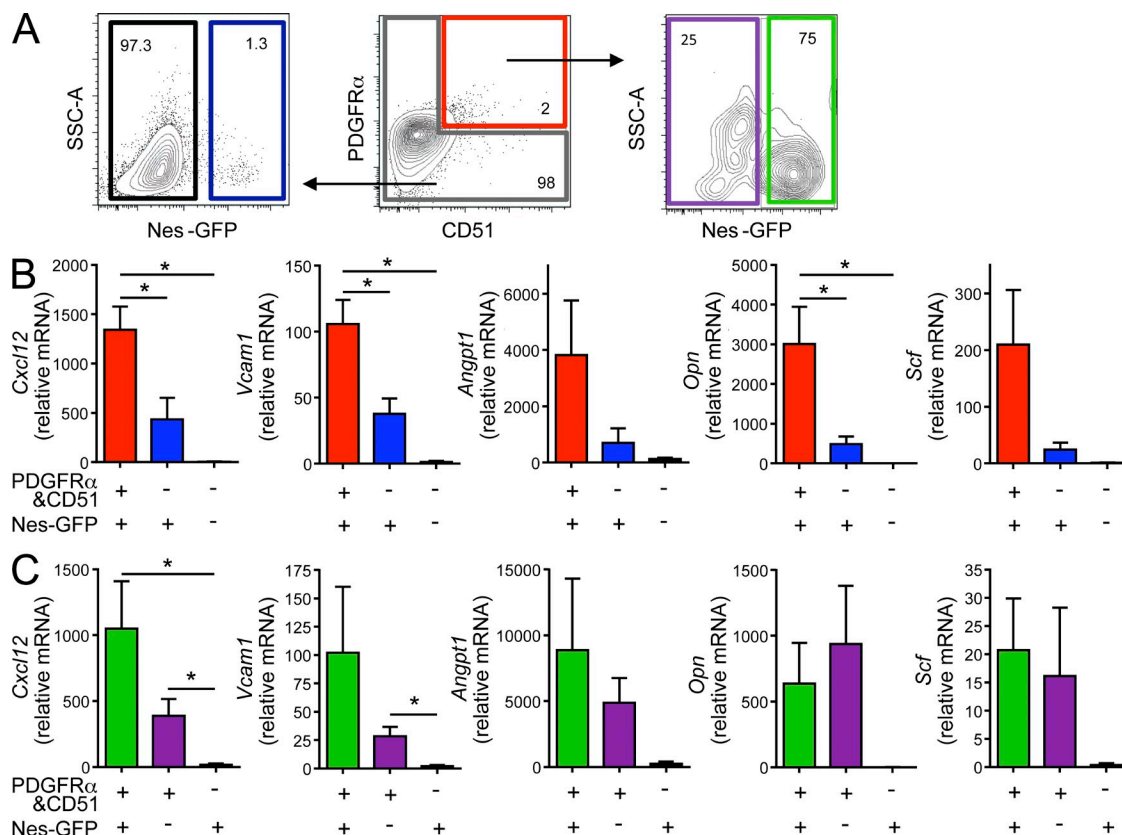 A
97.3 1.3
SSC-A
Nes -GFP
PDGFRα
2
98
CD51
25 75
SSC-A
Nes -GFP
B
Cxcl12
(relative mRNA)
2000
1500
1000
500
0
* *
Vcam1
(relative mRNA)
150
100
50
0
* *
Angpt1
(relative mRNA)
6000
4000
2000
0
Opn
(relative mRNA)
5000
4000
3000
2000
1000
0
* *
Scf
(relative mRNA)
300
200
100
0
PDGFRα + - - + - - + - - + - - + - -
&CD51
Nes-GFP + + - + + - + + - + + - + + -
C
Cxcl12
(relative mRNA)
1500
1000
500
0
* *
Vcam1
(relative mRNA)
175
150
125
100
75
50
25
0
*
Angpt1
(relative mRNA)
15000
10000
5000
0
Opn
(relative mRNA)
1500
1000
500
0
Scf
(relative mRNA)
35
30
25
20
15
10
5
0
PDGFRα + + - + + - + + - + + - + + -
&CD51
Nes-GFP + - + + - + + - + + - + + - +